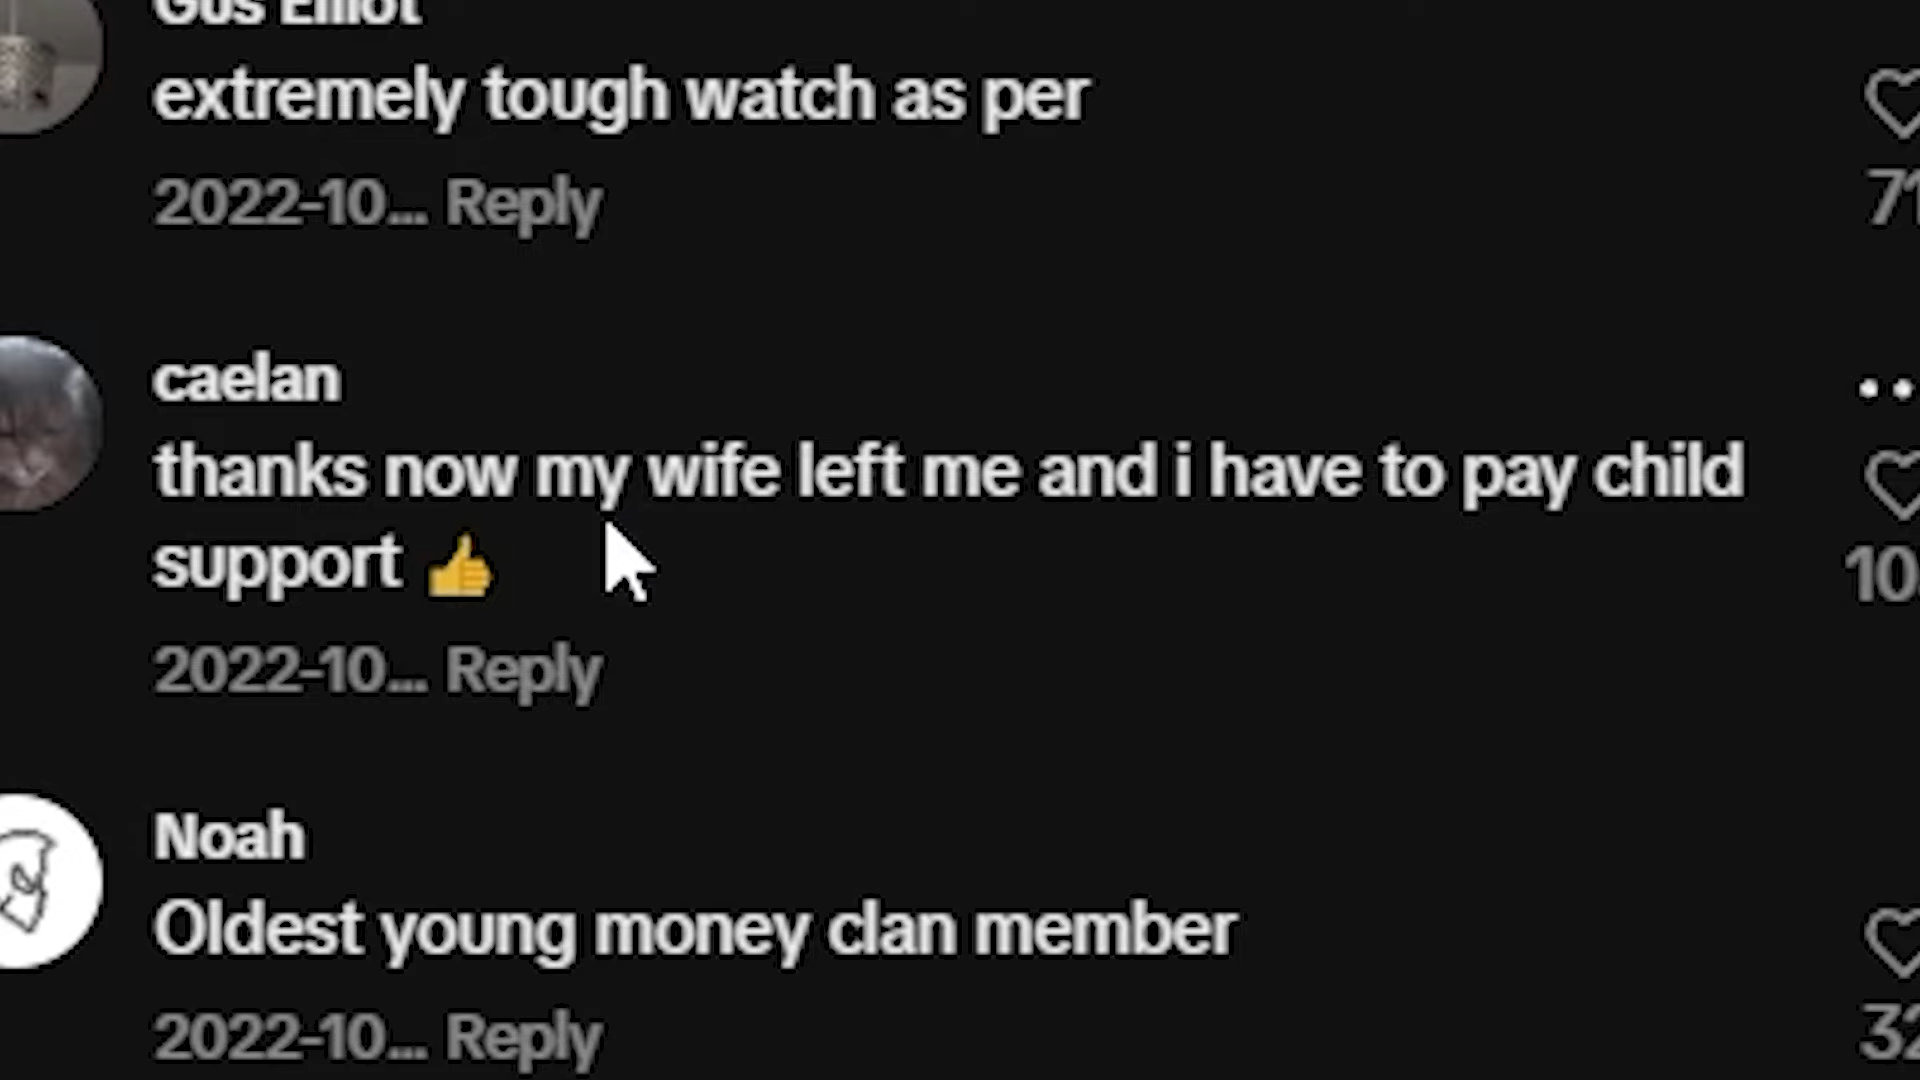 Gus Elliot
extremely tough watch as per
2022-10... Reply
71
caelan
thanks now my wife left me and i have to pay child
support 👍
2022-10... Reply
10
Noah
Oldest young money clan member
2022-10... Reply
32